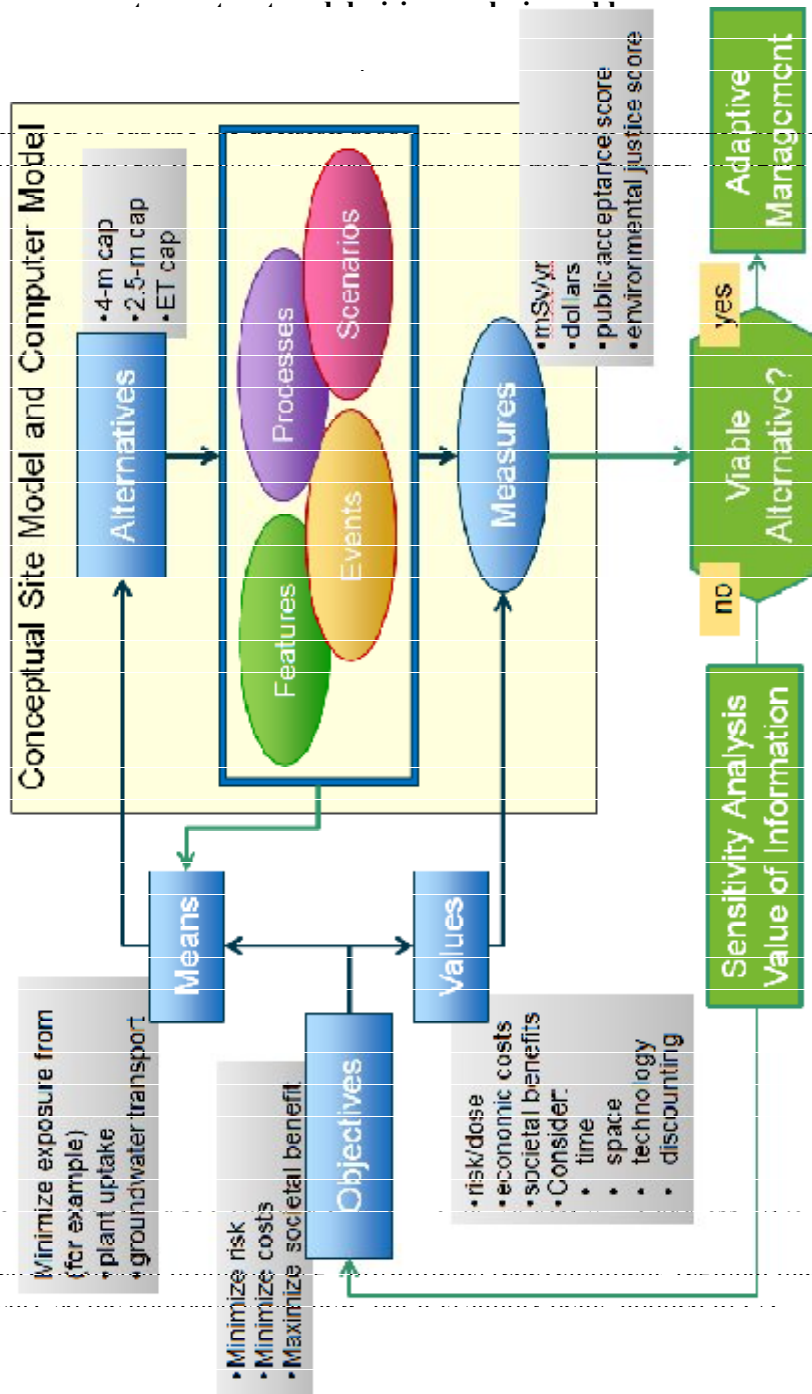 Conceptual Site Model and Computer Model
Minimize exposure from
(for example)
• plant uptake
• groundwater transport
Means
Alternatives
•4-m cap
•2.5-m cap
•ET cap
•Minimize risk
•Minimize costs
•Maximize societal benefit
Objectives
Features
Processes
Events
Scenarios
Values
•risk/dose
•economic costs
•societal benefits
•Consider:
• time
• space
• technology
• discounting
Measures
•mSv/yr
•dollars
•public acceptance score
•environmental justice score
Sensitivity Analysis
Value of Information
no
Viable
Alternative?
yes
Adaptive
Management